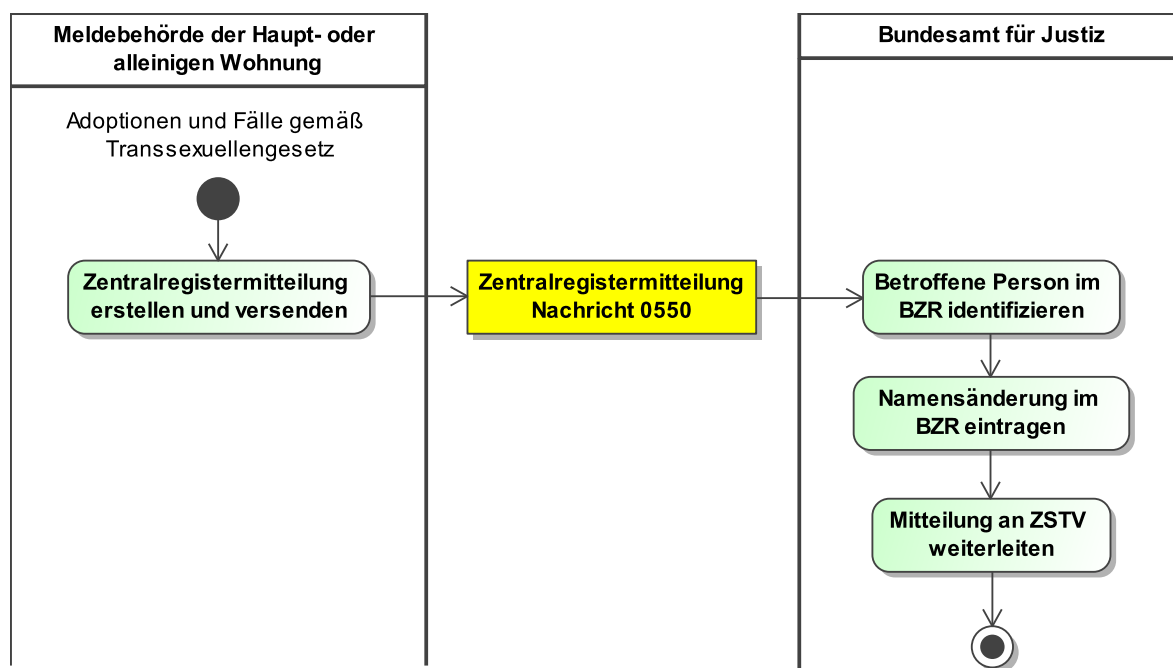 Meldebehörde der Haupt- oder
alleinigen Wohnung
Adoptionen und Fälle gemäß
Transsexuellengesetz
Zentralregistermitteilung
erstellen und versenden
Zentralregistermitteilung
Nachricht 0550
Bundesamt für Justiz
Betroffene Person im
BZR identifizieren
Namensänderung im
BZR eintragen
Mitteilung an ZSTV
weiterleiten